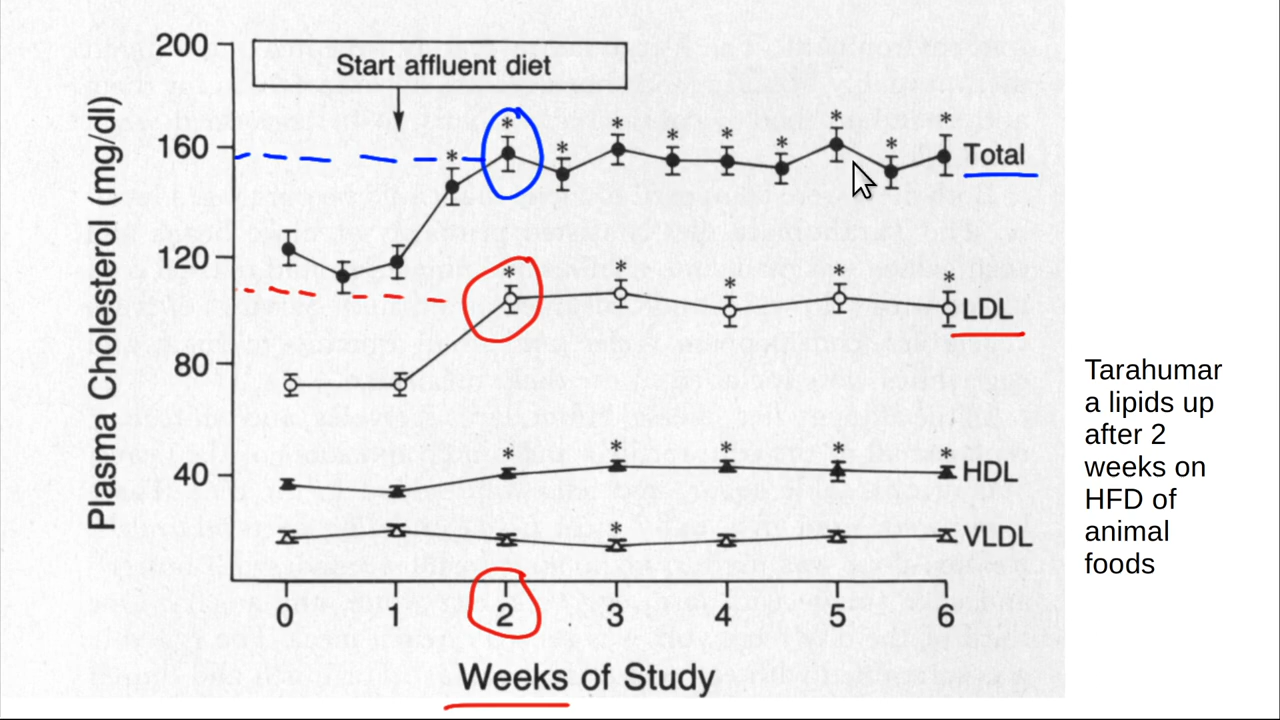 200
Start affluent diet
160
Total
120
LDL
80
40
HDL
VLDL
Plasma Cholesterol (mg/dl)
0 1 2 3 4 5 6
Weeks of Study
Tarahumar
a lipids up
after 2
weeks on
HFD of
animal
foods